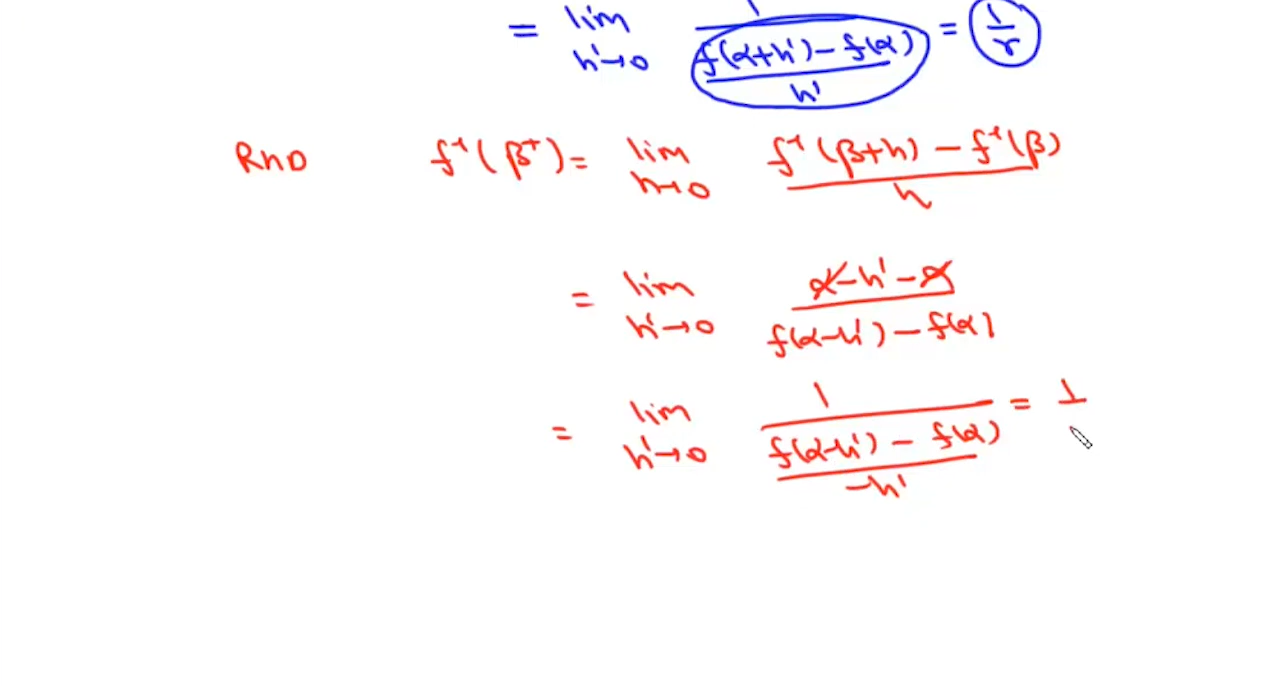 = lim h'→0 1/((f(α+h')−f(α))/h') = 1/r
RHD f⁻¹(β⁺) = lim h→0 (f⁻¹(β+h) − f⁻¹(β))/h
= lim h'→0 (α−h'−α)/(f(α−h')−f(α))
= lim h'→0 1/((f(α−h') − f(α))/−h') = 1